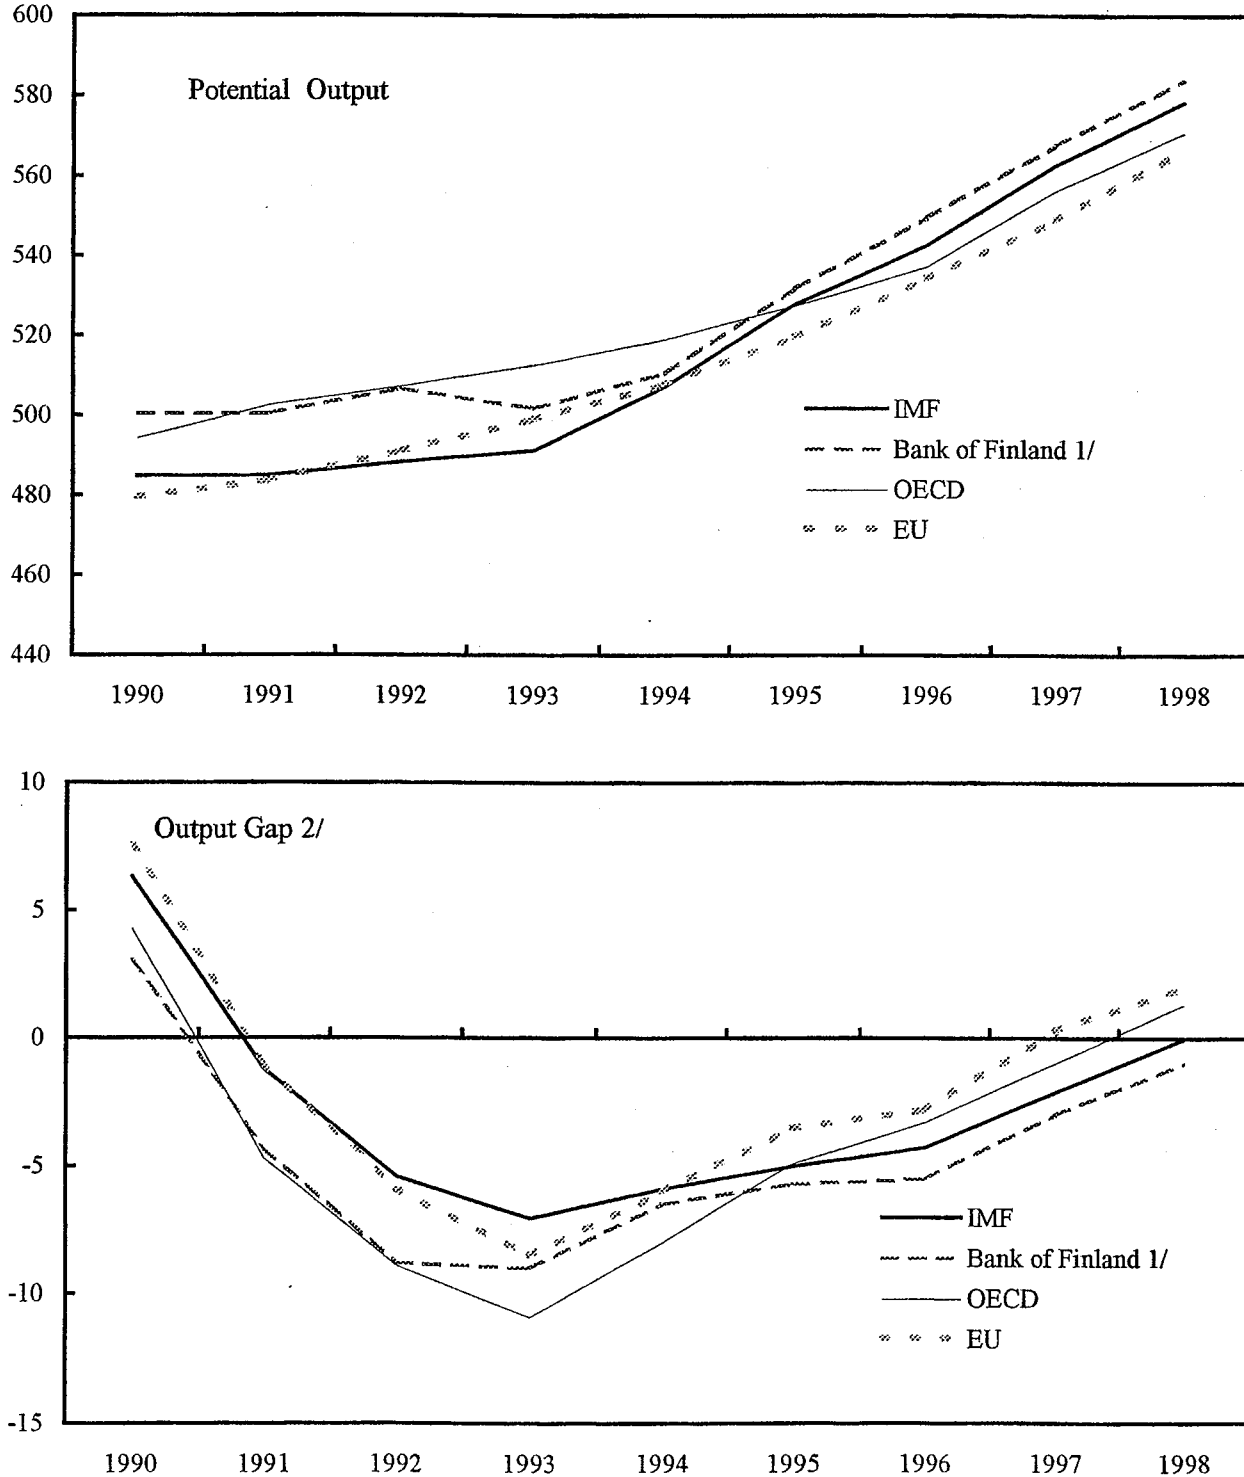 600
580
560
540
520
500
480
460
440
Potential Output
IMF
Bank of Finland 1/
OECD
EU
1990 1991 1992 1993 1994 1995 1996 1997 1998
10
5
0
-5
-10
-15
Output Gap 2/
IMF
Bank of Finland 1/
OECD
EU
1990 1991 1992 1993 1994 1995 1996 1997 1998